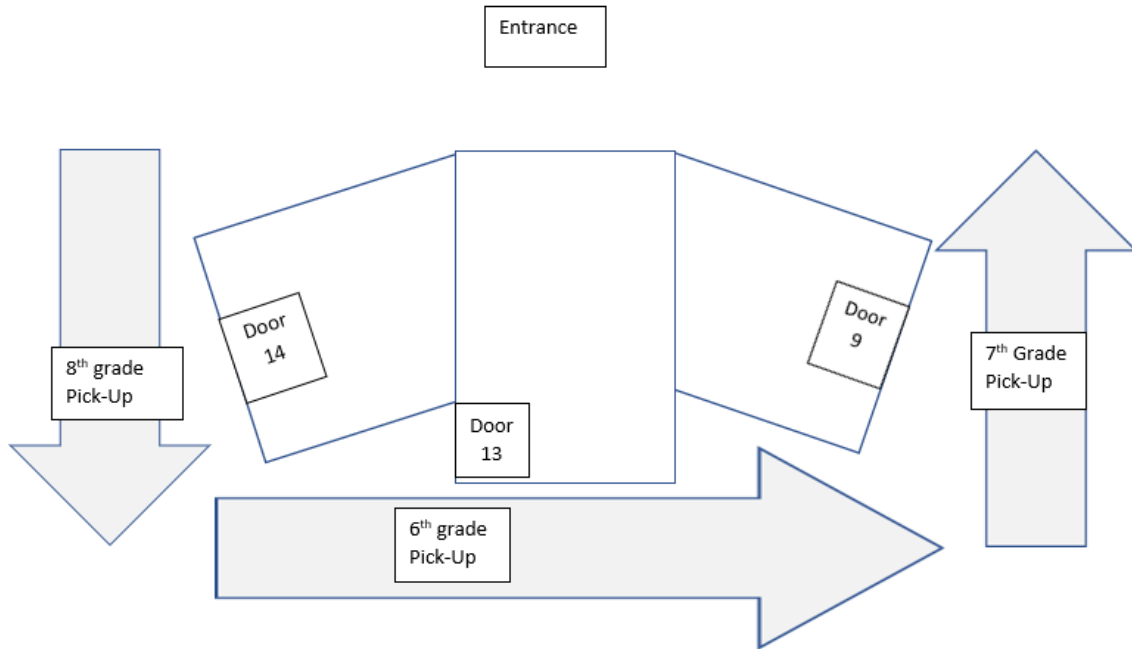 Entrance
Door
14
Door
9
8th grade
Pick-Up
7th Grade
Pick-Up
Door
13
6th grade
Pick-Up